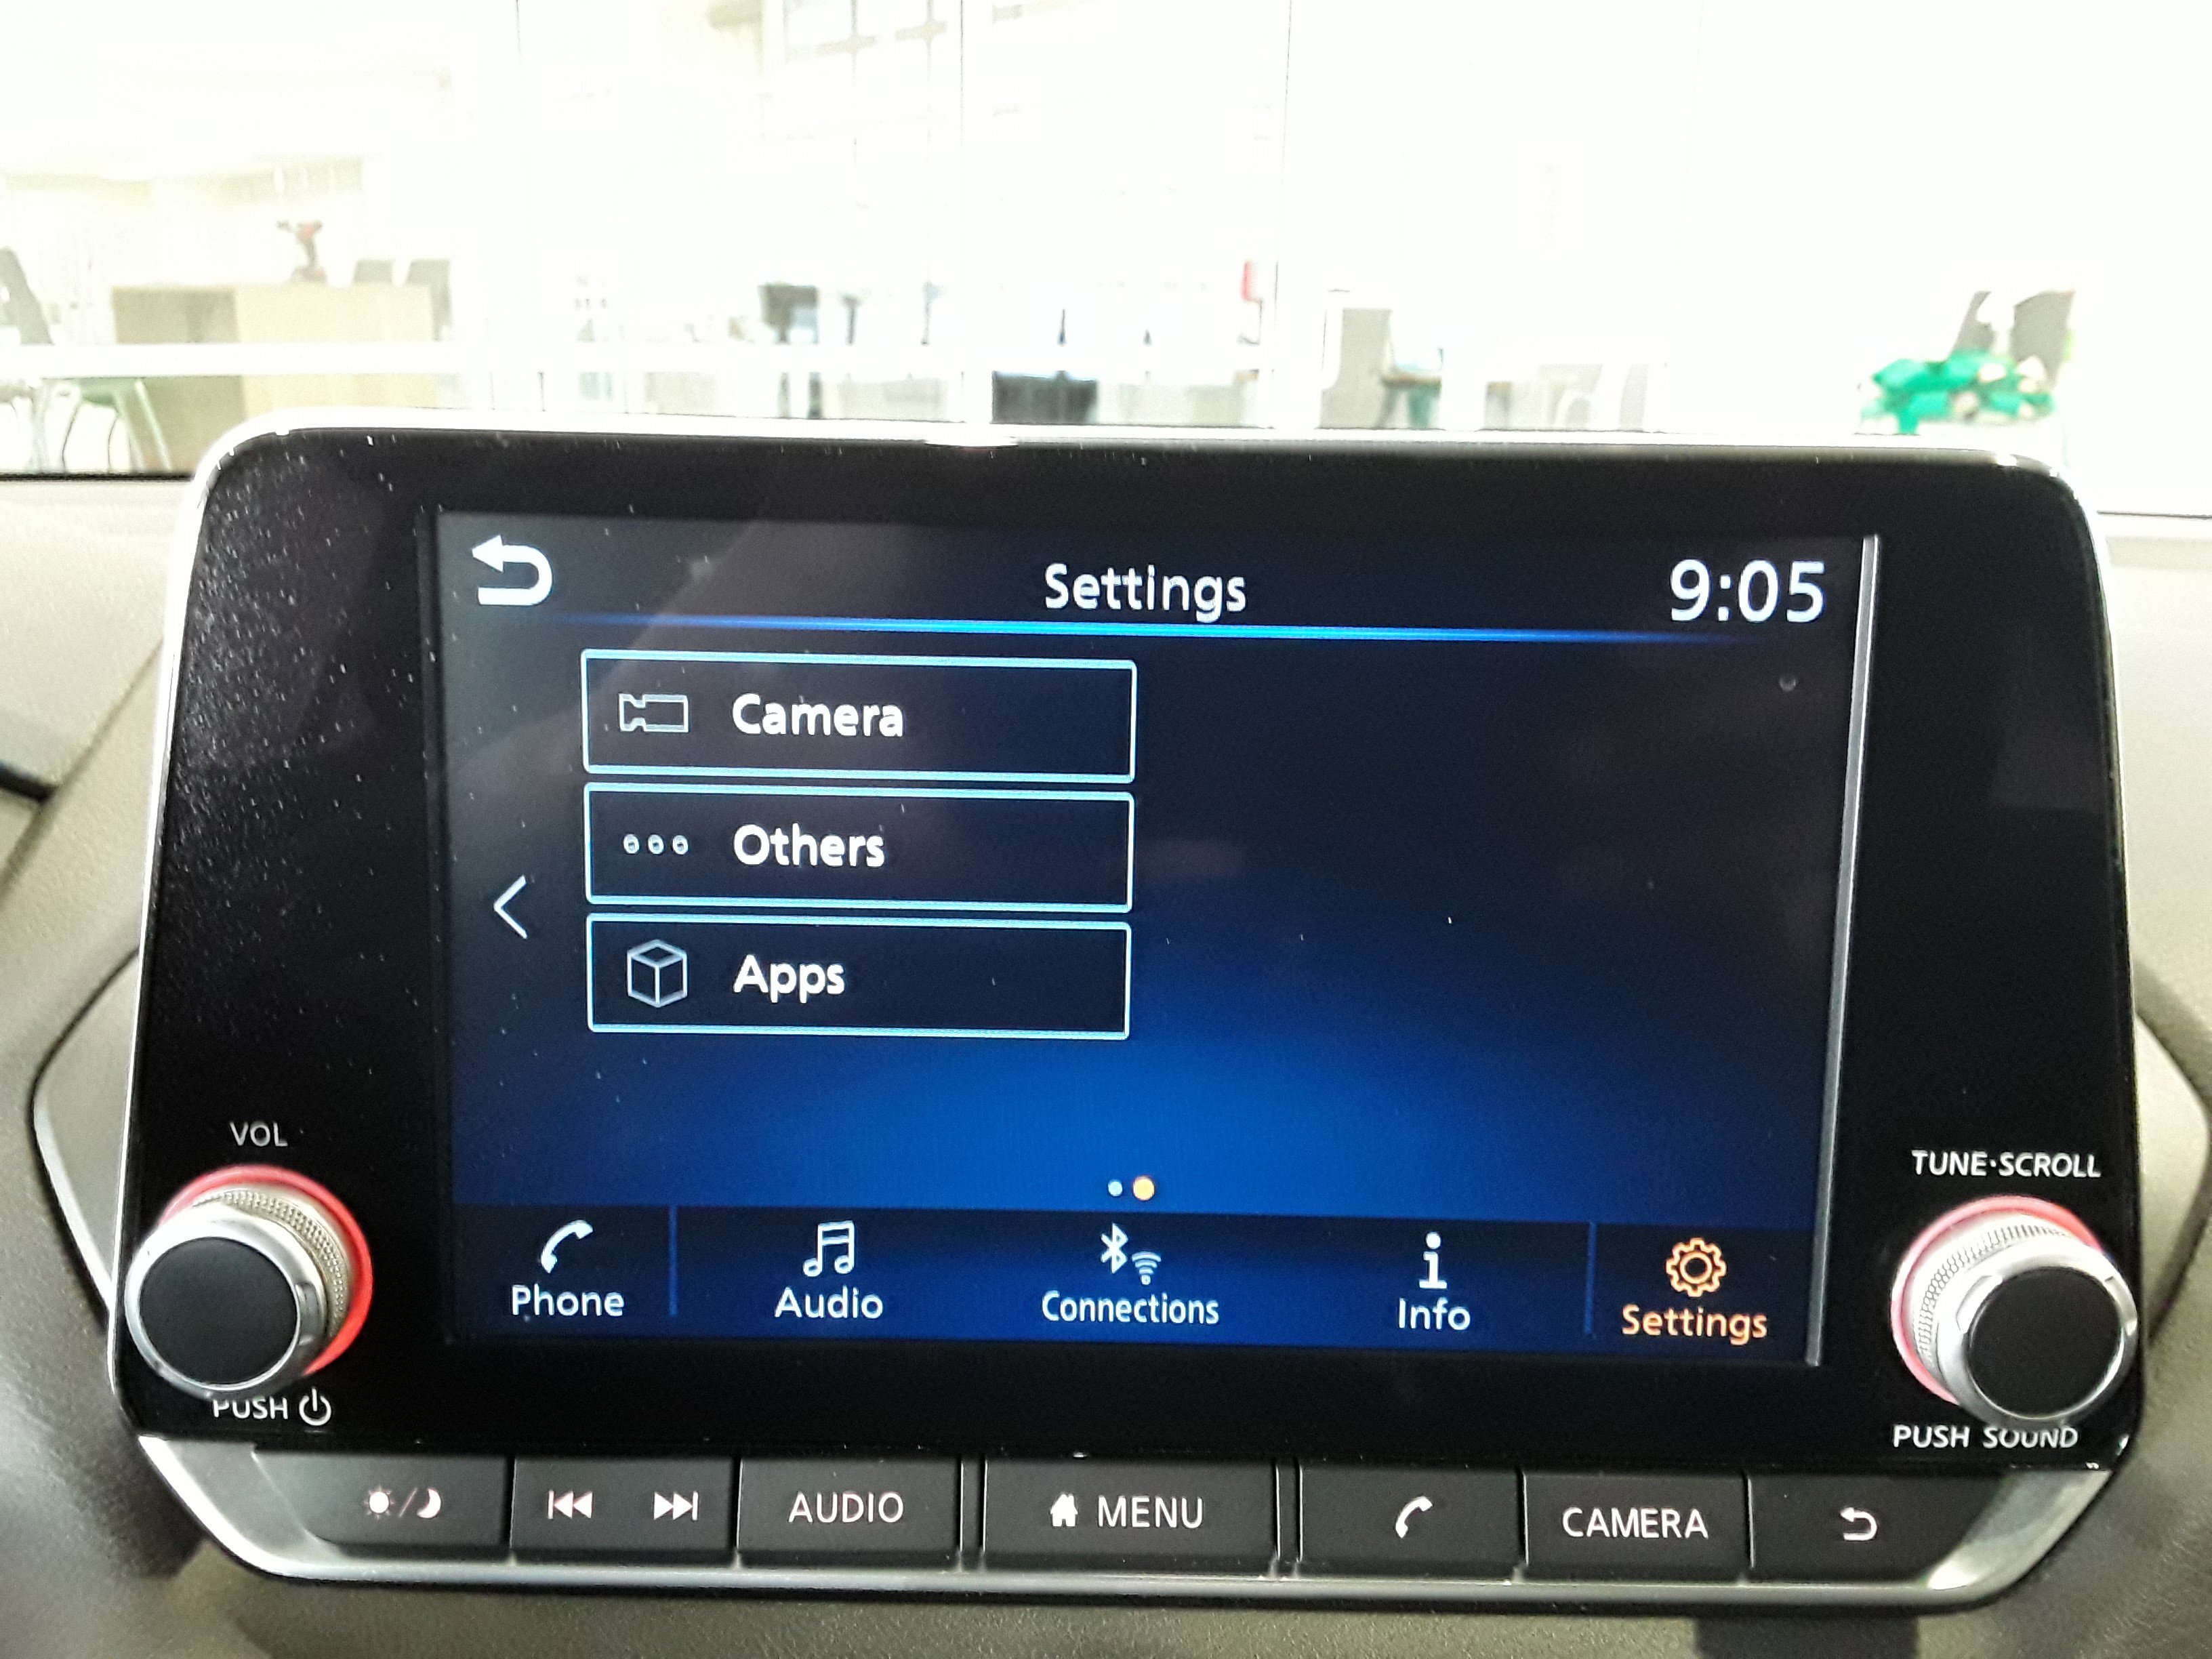 Settings
9:05
Camera
Others
Apps
VOL
TUNE·SCROLL
Phone
Audio
Connections
Info
Settings
PUSH
PUSH SOUND
AUDIO
MENU
CAMERA